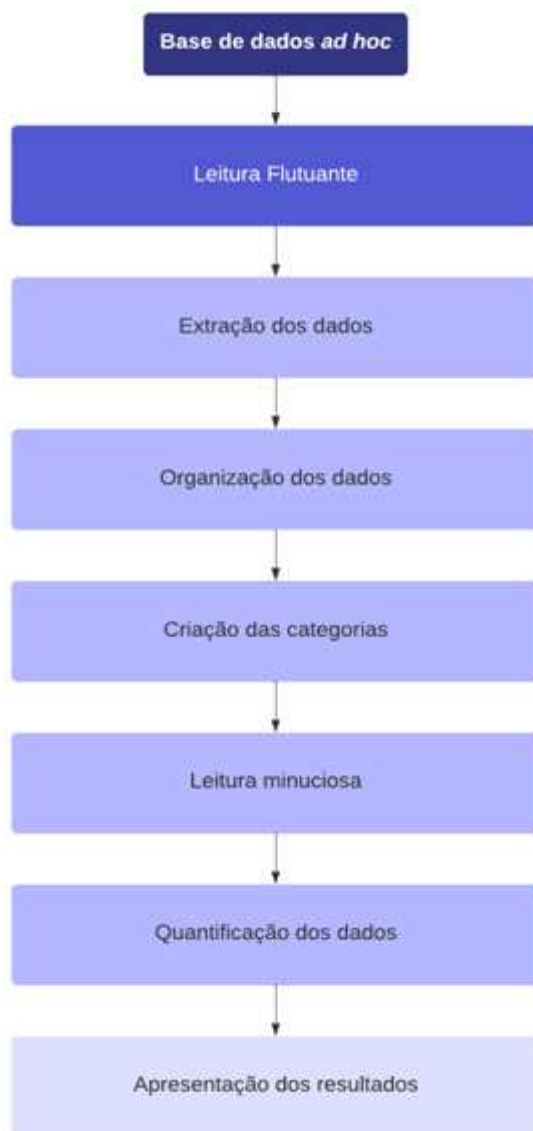 Base de dados ad hoc
Leitura Flutuante
Extração dos dados
Organização dos dados
Criação das categorias
Leitura minuciosa
Quantificação dos dados
Apresentação dos resultados